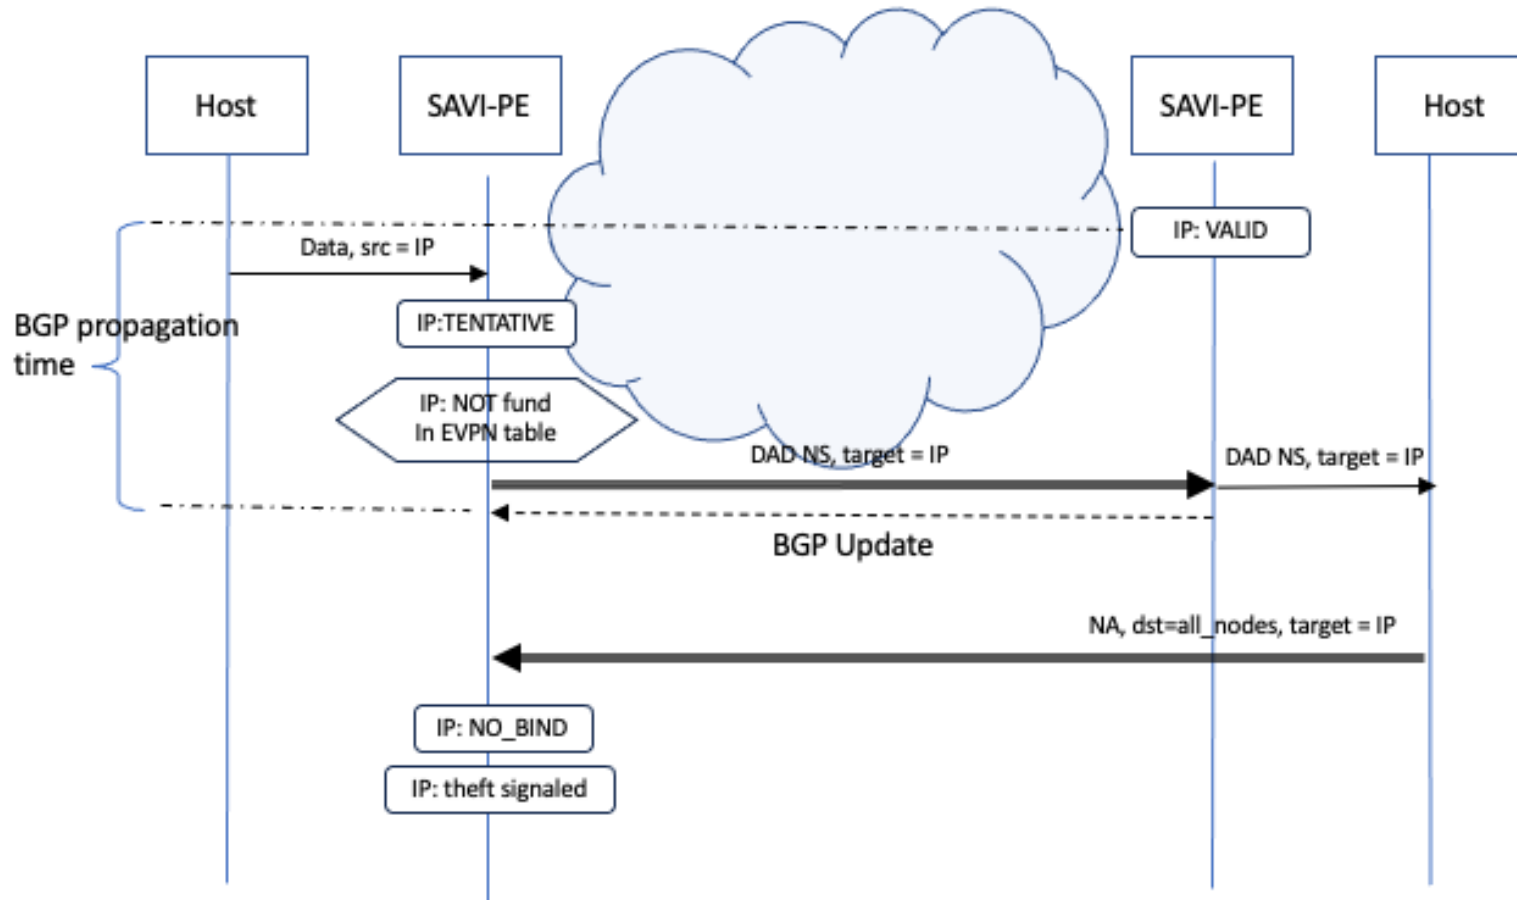 Host
SAVI-PE
SAVI-PE
Host
IP: VALID
Data, src = IP
IP:TENTATIVE
BGP propagation
time
IP: NOT fund
In EVPN table
DAD NS, target = IP
DAD NS, target = IP
BGP Update
NA, dst=all_nodes, target = IP
IP: NO_BIND
IP: theft signaled